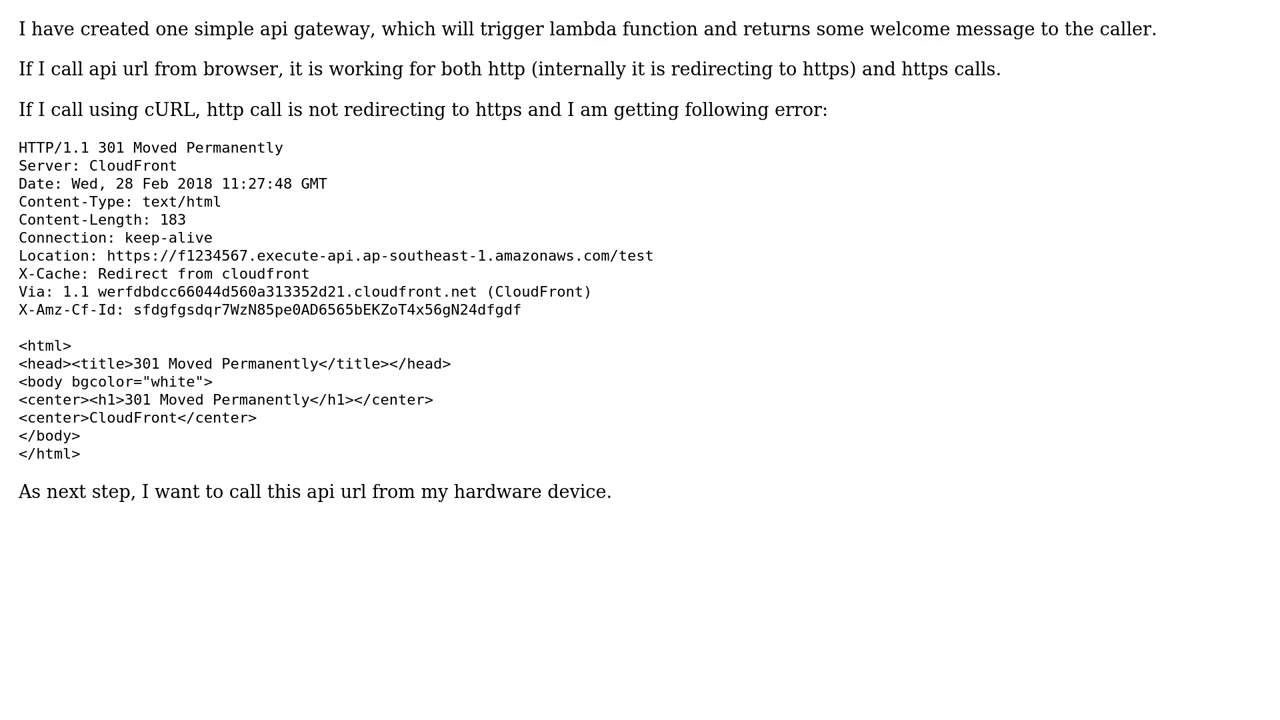 I have created one simple api gateway, which will trigger lambda function and returns some welcome message to the caller.
If I call api url from browser, it is working for both http (internally it is redirecting to https) and https calls.
If I call using cURL, http call is not redirecting to https and I am getting following error:
HTTP/1.1 301 Moved Permanently
Server: CloudFront
Date: Wed, 28 Feb 2018 11:27:48 GMT
Content-Type: text/html
Content-Length: 183
Connection: keep-alive
Location: https://f1234567.execute-api.ap-southeast-1.amazonaws.com/test
X-Cache: Redirect from cloudfront
Via: 1.1 werfdbdcc66044d560a313352d21.cloudfront.net (CloudFront)
X-Amz-Cf-Id: sfdgfgsdqr7WzN85pe0AD6565bEKZoT4x56gN24dfgdf
<html>
<head><title>301 Moved Permanently</title></head>
<body bgcolor="white">
<center><h1>301 Moved Permanently</h1></center>
<center>CloudFront</center>
</body>
</html>
As next step, I want to call this api url from my hardware device.